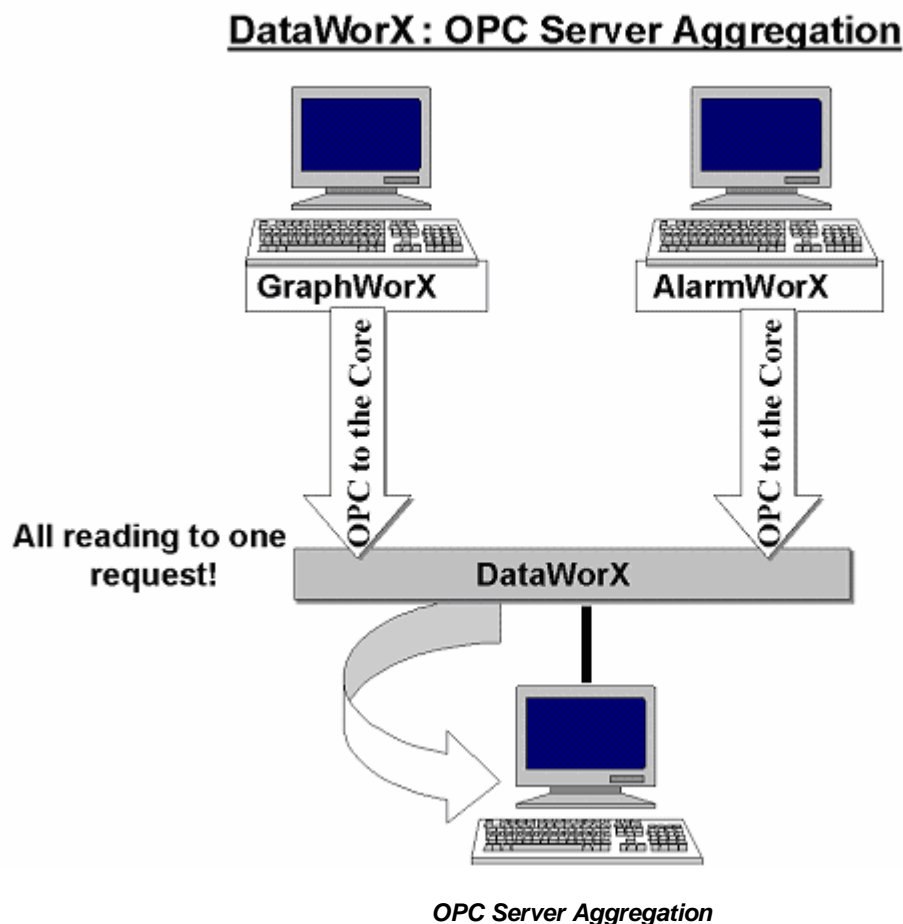 DataWorX : OPC Server Aggregation
GraphWorX
AlarmWorX
OPC to the Core
OPC to the Core
All reading to one
request!
DataWorX
OPC Server Aggregation